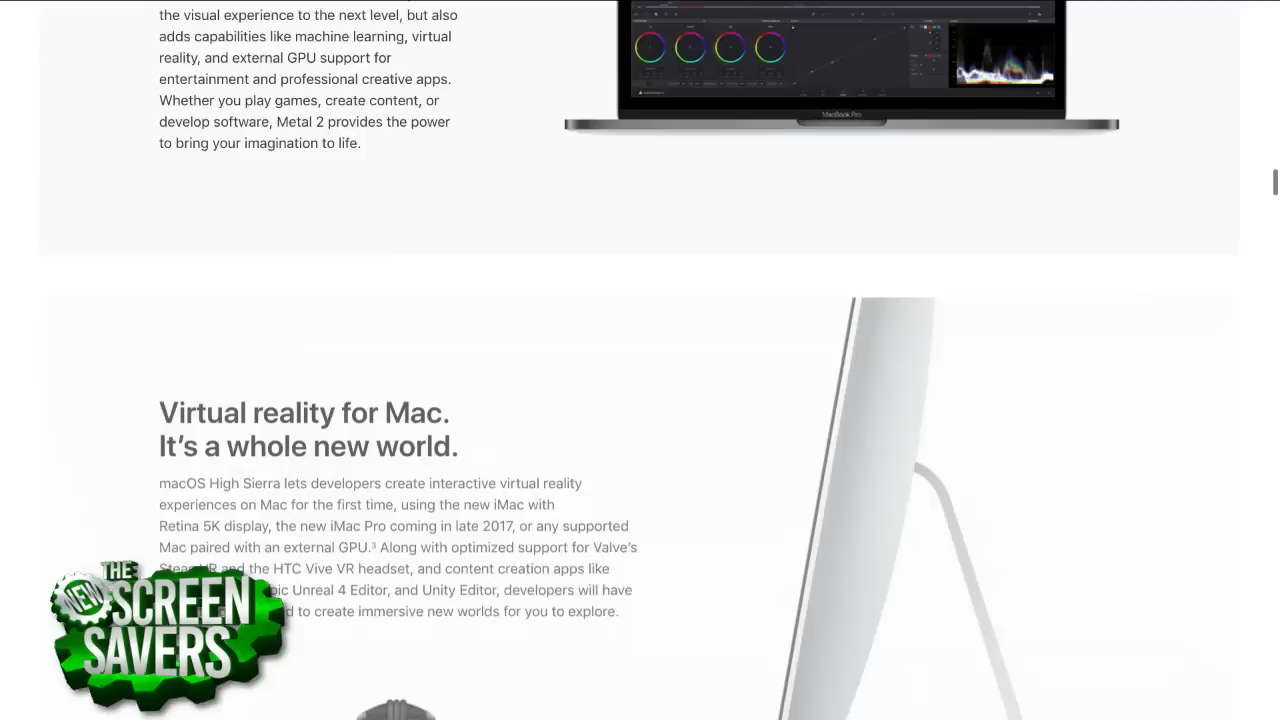 the visual experience to the next level, but also
adds capabilities like machine learning, virtual
reality, and external GPU support for
entertainment and professional creative apps.
Whether you play games, create content, or
develop software, Metal 2 provides the power
to bring your imagination to life.
MacBook Pro
Virtual reality for Mac.
It’s a whole new world.
macOS High Sierra lets developers create interactive virtual reality
experiences on Mac for the first time, using the new iMac with
Retina 5K display, the new iMac Pro coming in late 2017, or any supported
Mac paired with an external GPU.³ Along with optimized support for Valve’s
and the HTC Vive VR headset, and content creation apps like
Unreal 4 Editor, and Unity Editor, developers will have
to create immersive new worlds for you to explore.
THE
NEW SCREEN
SAVERS